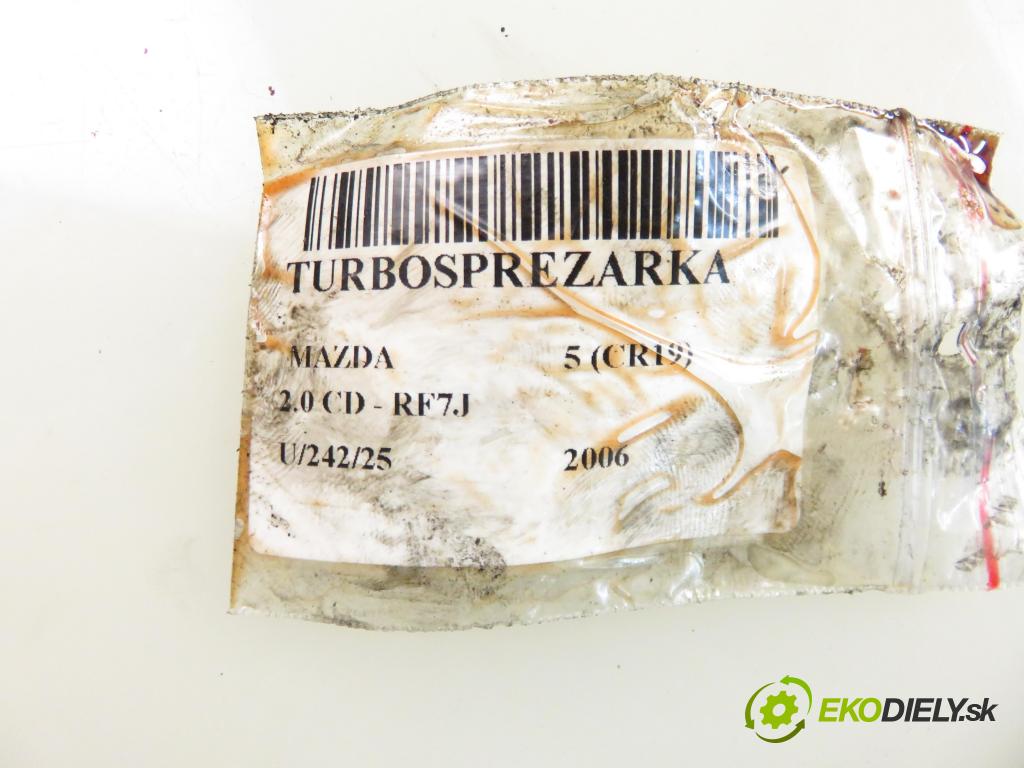 TURBOSPREZARKA
MAZDA 5 (CR19)
2.0 CD - RF7J
U/242/25 2006
EKODIELY.sk